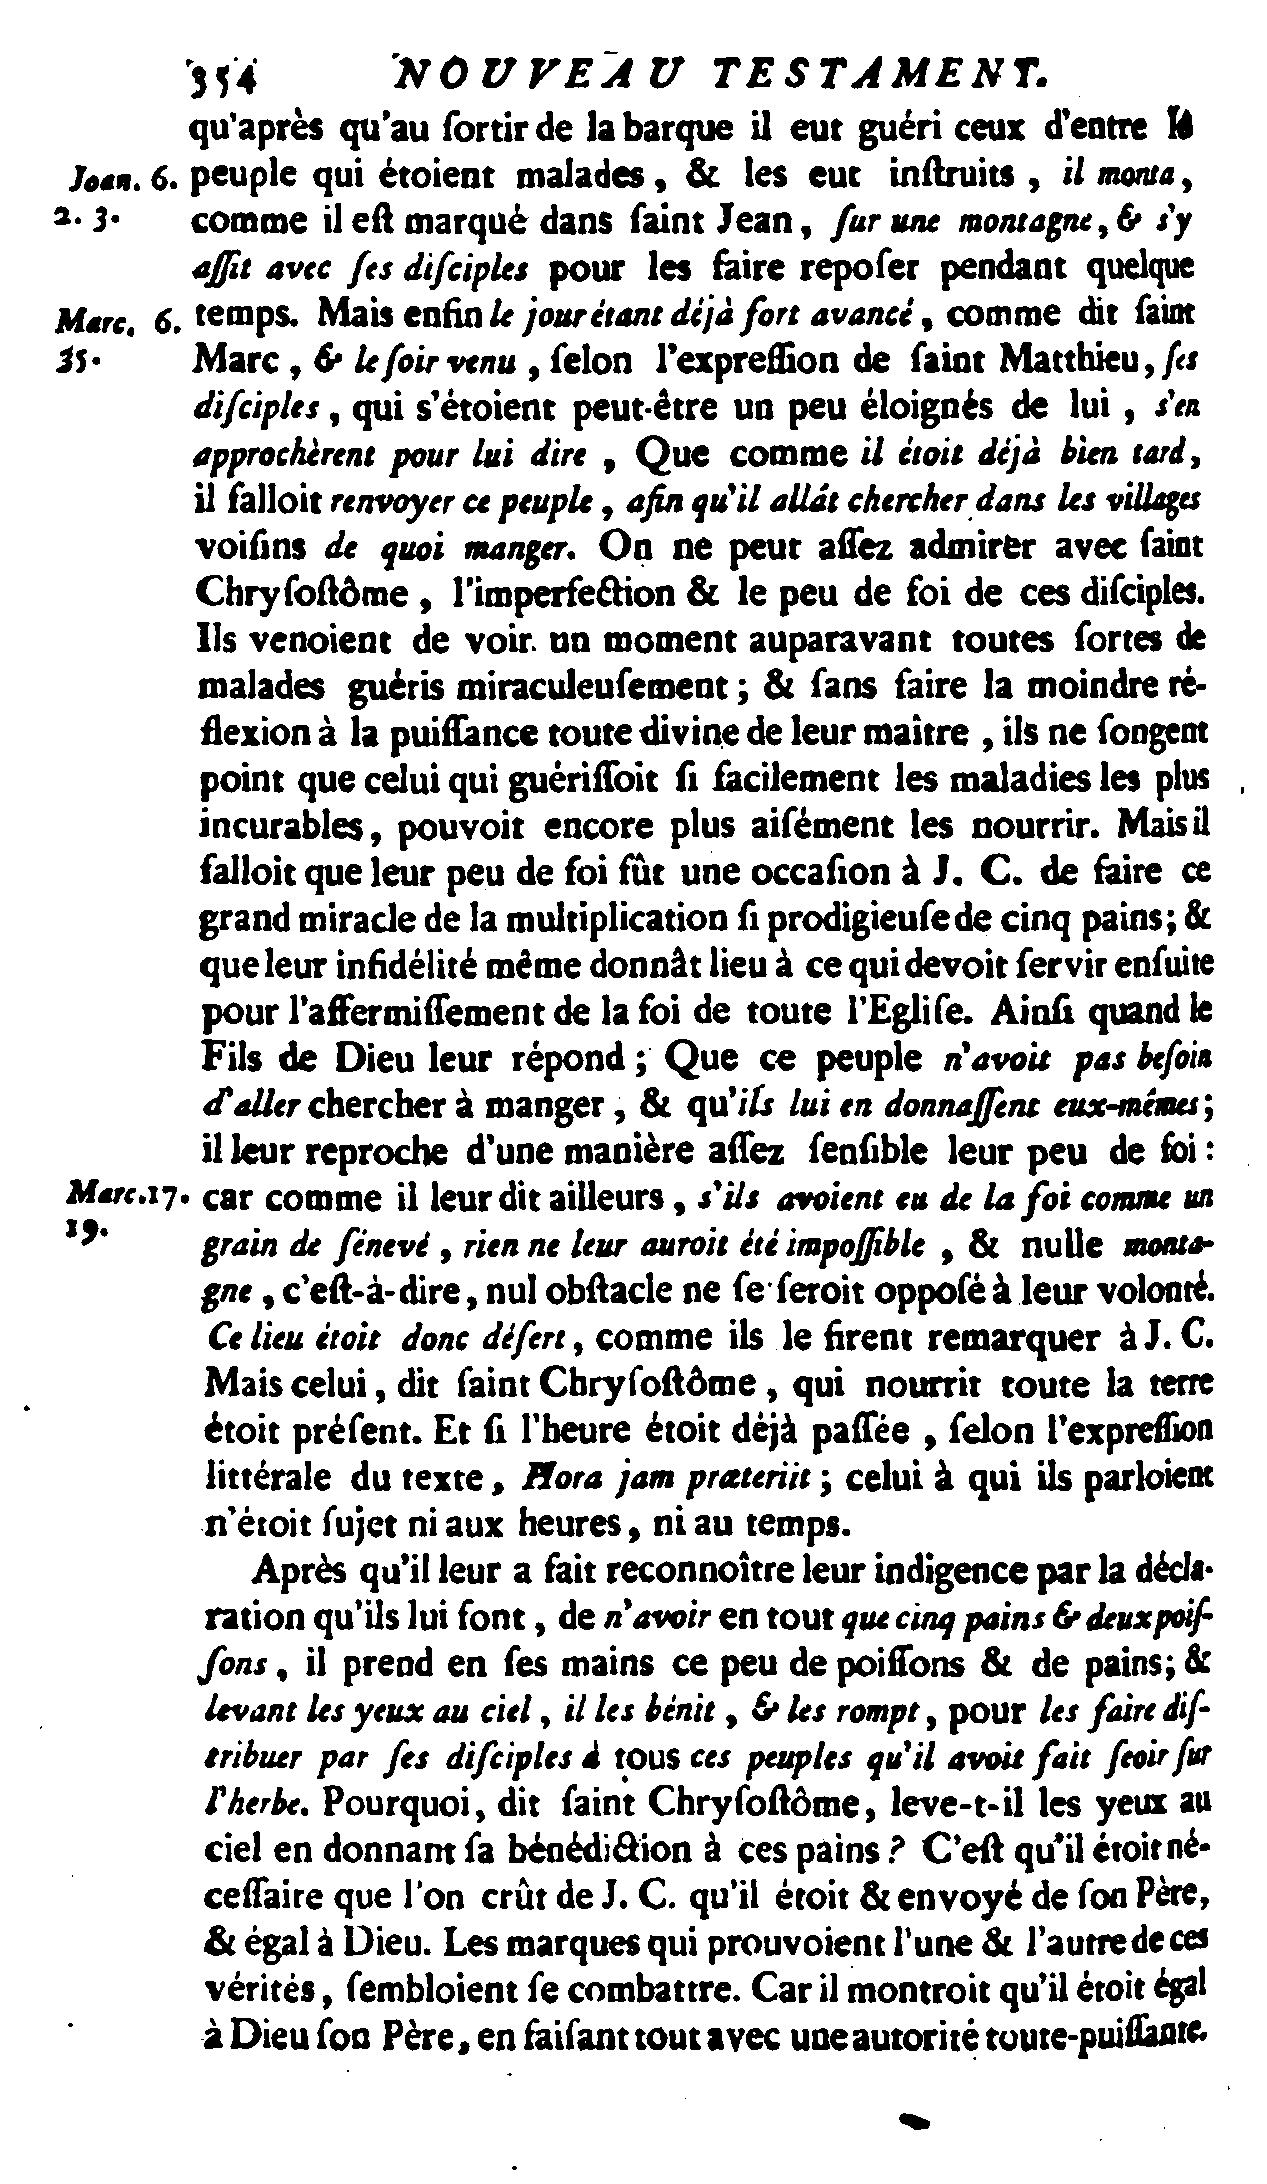 354 NOUVEAU TESTAMENT.
qu'après qu'au ſortir de la barque il eut guéri ceux d'entre le
Joan. 6. peuple qui étoient malades, & les eut inſtruits, il monta,
2. 3. comme il eſt marqué dans ſaint Jean, ſur une montagne, & s'y
aſſit avec ſes diſciples pour les faire repoſer pendant quelque
Marc. 6. temps. Mais enfin le jour étant déjà fort avancé, comme dit ſaint
35. Marc, & le ſoir venu, ſelon l'expreſſion de ſaint Matthieu, ſes
diſciples, qui s'étoient peut-être un peu éloignés de lui, s'en
approchèrent pour lui dire, Que comme il étoit déjà bien tard,
il falloit renvoyer ce peuple, afin qu'il allât chercher dans les villages
voiſins de quoi manger. On ne peut aſſez admirer avec ſaint
Chryſoſtôme, l'imperfection & le peu de foi de ces diſciples.
Ils venoient de voir un moment auparavant toutes ſortes de
malades guéris miraculeuſement; & ſans faire la moindre ré-
flexion à la puiſſance toute divine de leur maître, ils ne ſongent
point que celui qui guériſſoit ſi facilement les maladies les plus
incurables, pouvoit encore plus aiſément les nourrir. Mais il
falloit que leur peu de foi fût une occaſion à J. C. de faire ce
grand miracle de la multiplication ſi prodigieuſe de cinq pains; &
que leur infidélité même donnât lieu à ce qui devoit ſervir enſuite
pour l'affermiſſement de la foi de toute l'Egliſe. Ainſi quand le
Fils de Dieu leur répond; Que ce peuple n'avoit pas beſoin
d'aller chercher à manger, & qu'ils lui en donnaſſent eux-mêmes;
il leur reproche d'une manière aſſez ſenſible leur peu de foi:
Marc. 17. car comme il leur dit ailleurs, s'ils avoient eu de la foi comme un
19. grain de ſénevé, rien ne leur auroit été impoſſible, & nulle monta-
gne, c'eſt-à-dire, nul obſtacle ne ſe ſeroit oppoſé à leur volonté.
Ce lieu étoit donc déſert, comme ils le firent remarquer à J. C.
Mais celui, dit ſaint Chryſoſtôme, qui nourrit toute la terre
étoit préſent. Et ſi l'heure étoit déjà paſſée, ſelon l'expreſſion
littérale du texte, Hora jam præteriit; celui à qui ils parloient
n'étoit ſujet ni aux heures, ni au temps.
Après qu'il leur a fait reconnoître leur indigence par la décla-
ration qu'ils lui font, de n'avoir en tout que cinq pains & deux poiſ-
ſons, il prend en ſes mains ce peu de poiſſons & de pains; &
levant les yeux au ciel, il les bénit, & les rompt, pour les faire diſ-
tribuer par ſes diſciples à tous ces peuples qu'il avoit fait ſeoir ſur
l'herbe. Pourquoi, dit ſaint Chryſoſtôme, leve-t-il les yeux au
ciel en donnant ſa bénédiction à ces pains? C'eſt qu'il étoit né-
ceſſaire que l'on crût de J. C. qu'il étoit & envoyé de ſon Père,
& égal à Dieu. Les marques qui prouvoient l'une & l'autre de ces
vérités, ſembloient ſe combattre. Car il montroit qu'il étoit égal
à Dieu ſon Père, en faiſant tout avec une autorité toute-puiſſante.